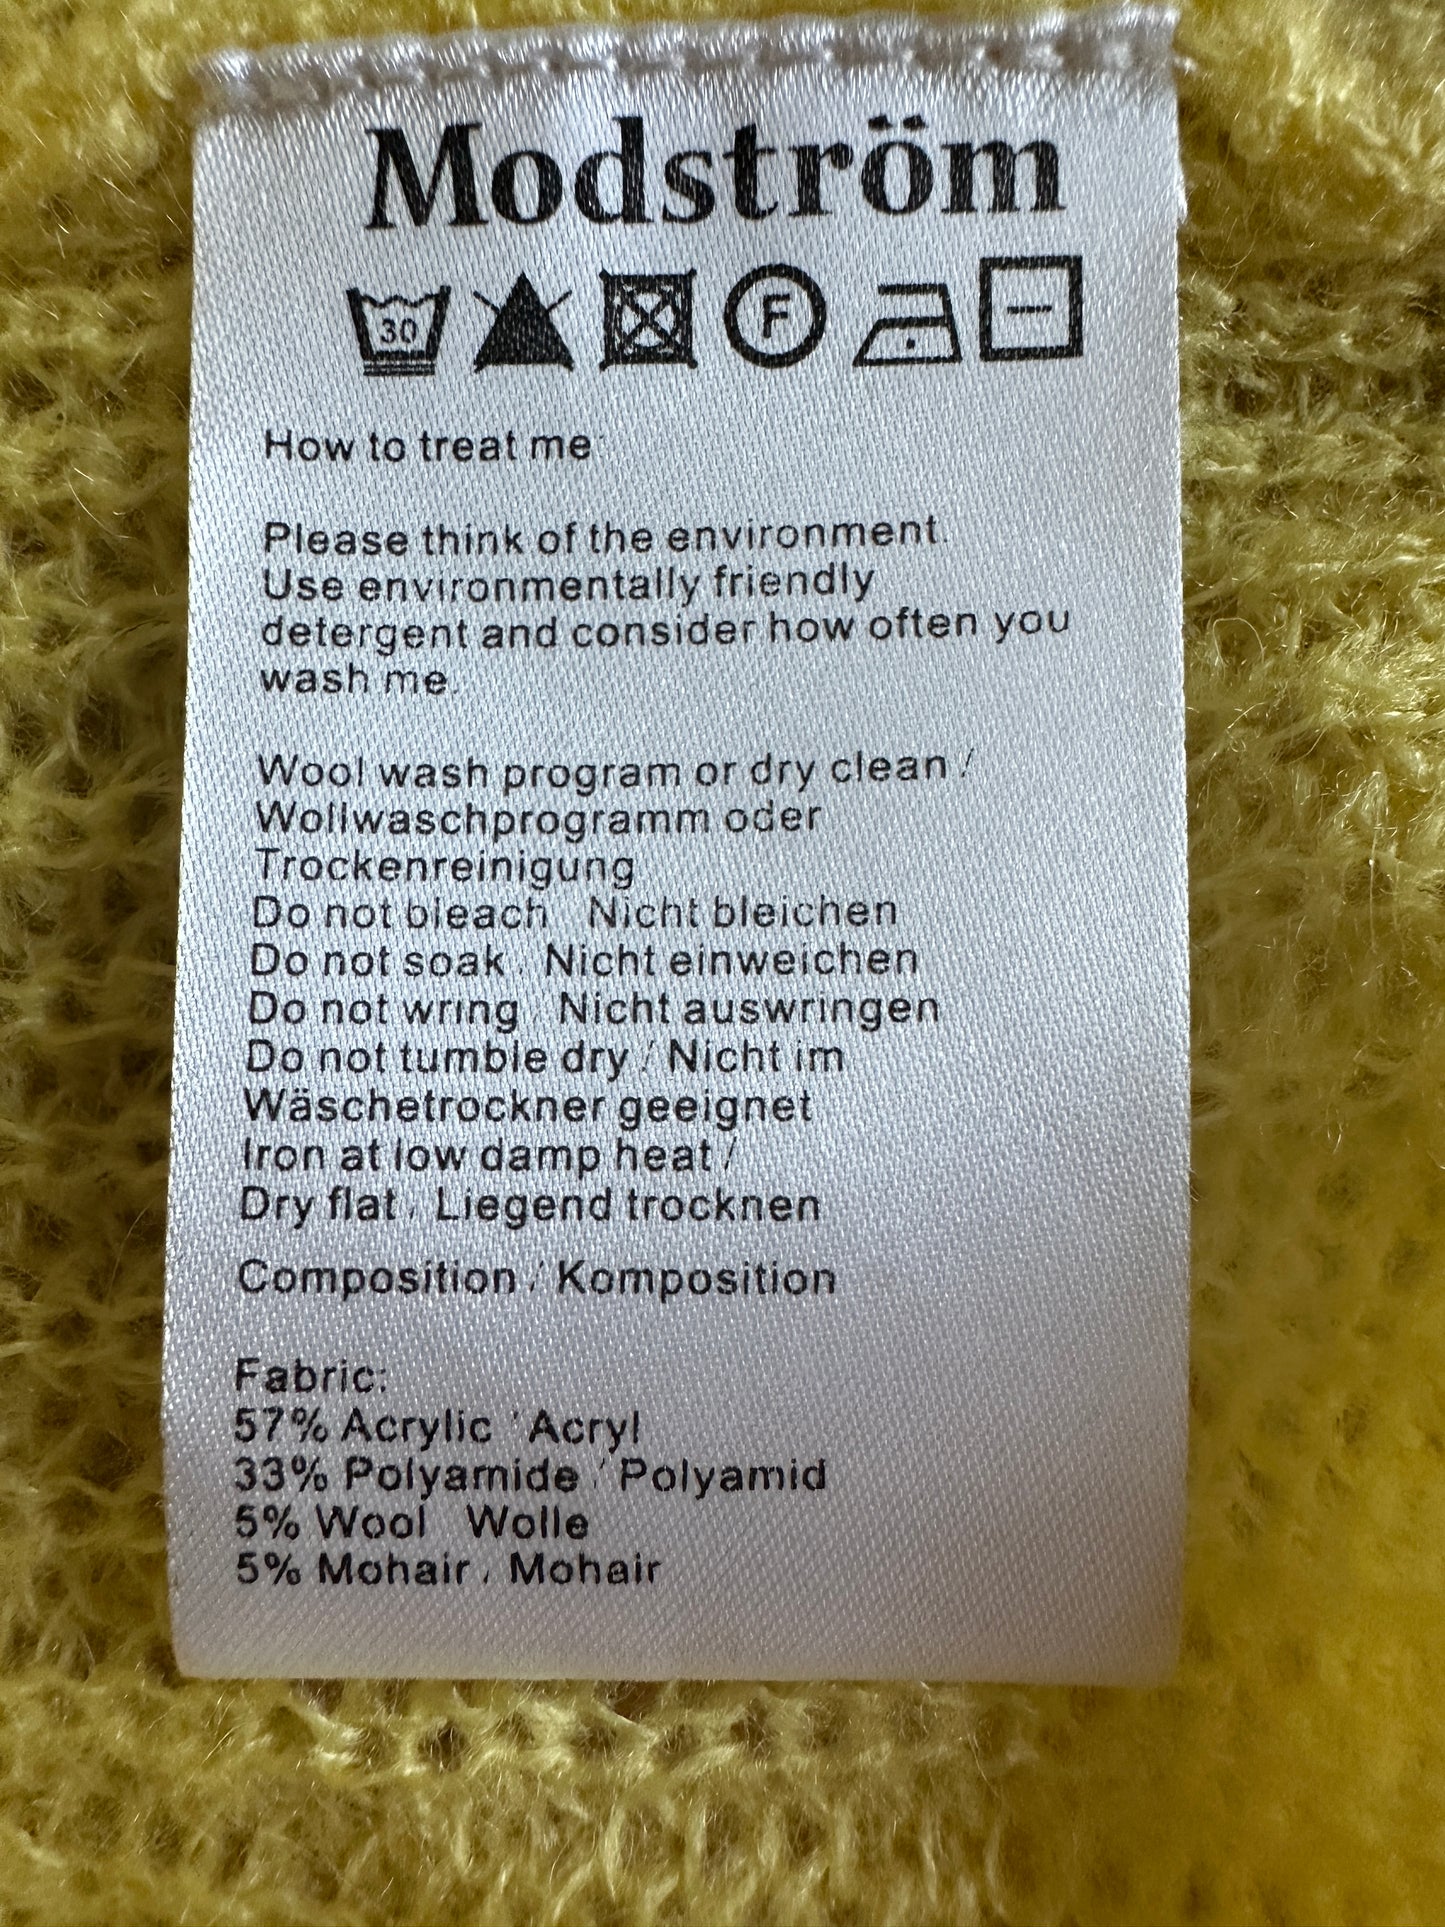 Modström
30 F
How to treat me:
Please think of the environment.
Use environmentally friendly
detergent and consider how often you
wash me.
Wool wash program or dry clean /
Wollwaschprogramm oder
Trockenreinigung
Do not bleach / Nicht bleichen
Do not soak / Nicht einweichen
Do not wring / Nicht auswringen
Do not tumble dry / Nicht im
Wäschetrockner geeignet
Iron at low damp heat /
Dry flat / Liegend trocknen
Composition / Komposition
Fabric:
57% Acrylic / Acryl
33% Polyamide / Polyamid
5% Wool / Wolle
5% Mohair / Mohair